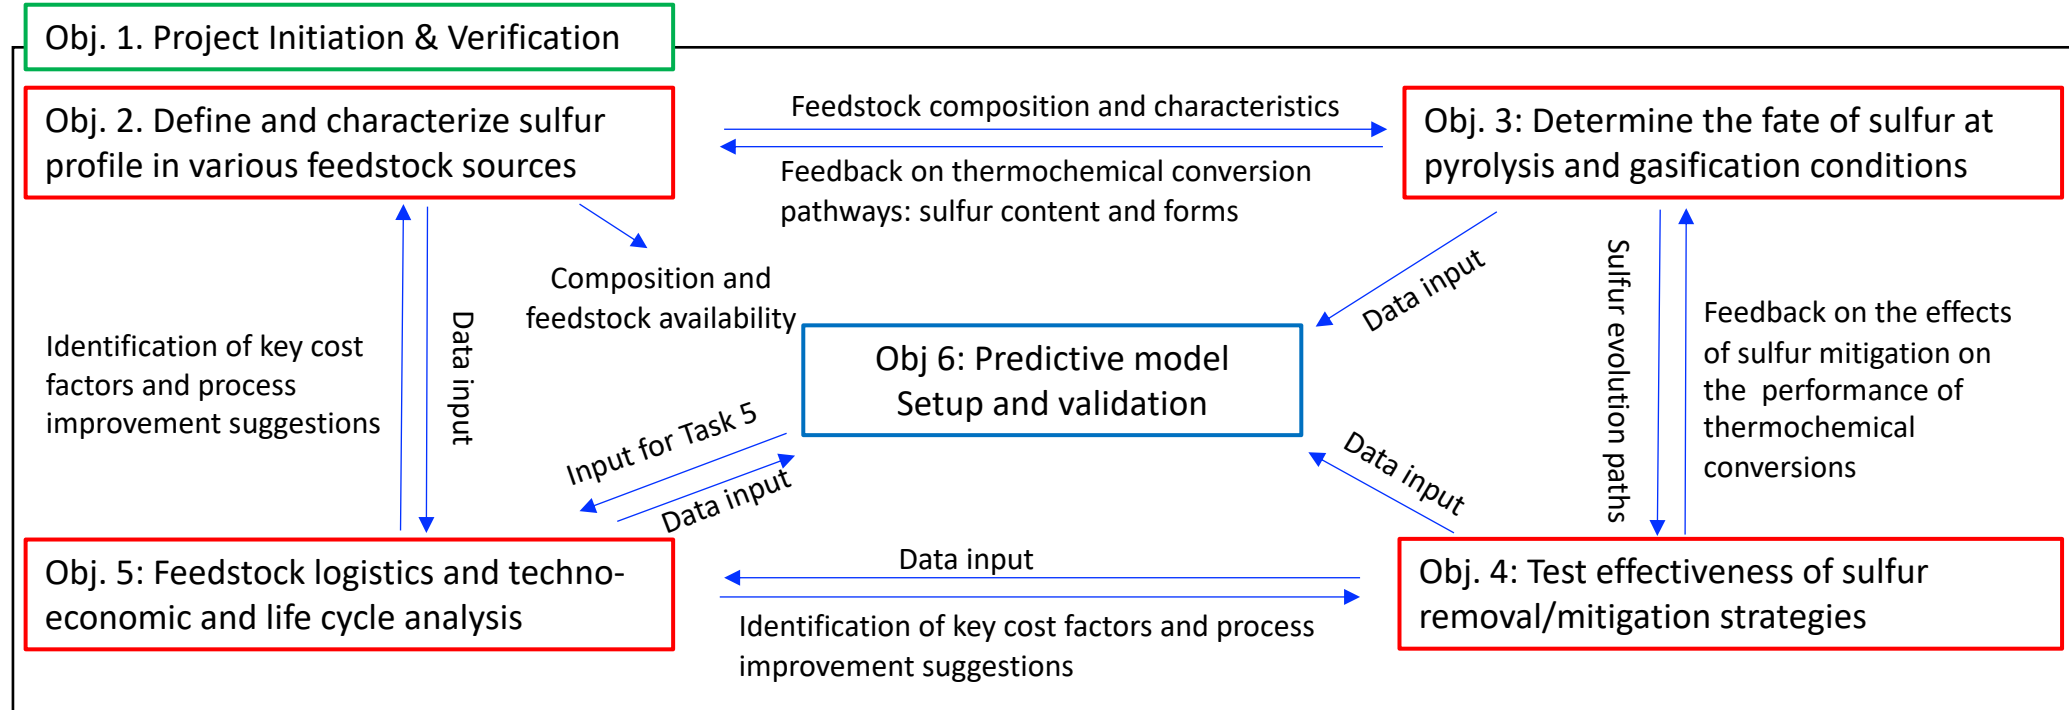 Obj. 1. Project Initiation & Verification
Obj. 2. Define and characterize sulfur
profile in various feedstock sources
Feedstock composition and characteristics
Feedback on thermochemical conversion
pathways: sulfur content and forms
Obj. 3: Determine the fate of sulfur at
pyrolysis and gasification conditions
Composition and
feedstock availability
Data input
Sulfur evolution paths
Feedback on the effects
of sulfur mitigation on
the performance of
thermochemical
conversions
Identification of key cost
factors and process
improvement suggestions
Data input
Obj 6: Predictive model
Setup and validation
Input for Task 5
Data input
Data input
Obj. 5: Feedstock logistics and techno-
economic and life cycle analysis
Data input
Identification of key cost factors and process
improvement suggestions
Obj. 4: Test effectiveness of sulfur
removal/mitigation strategies